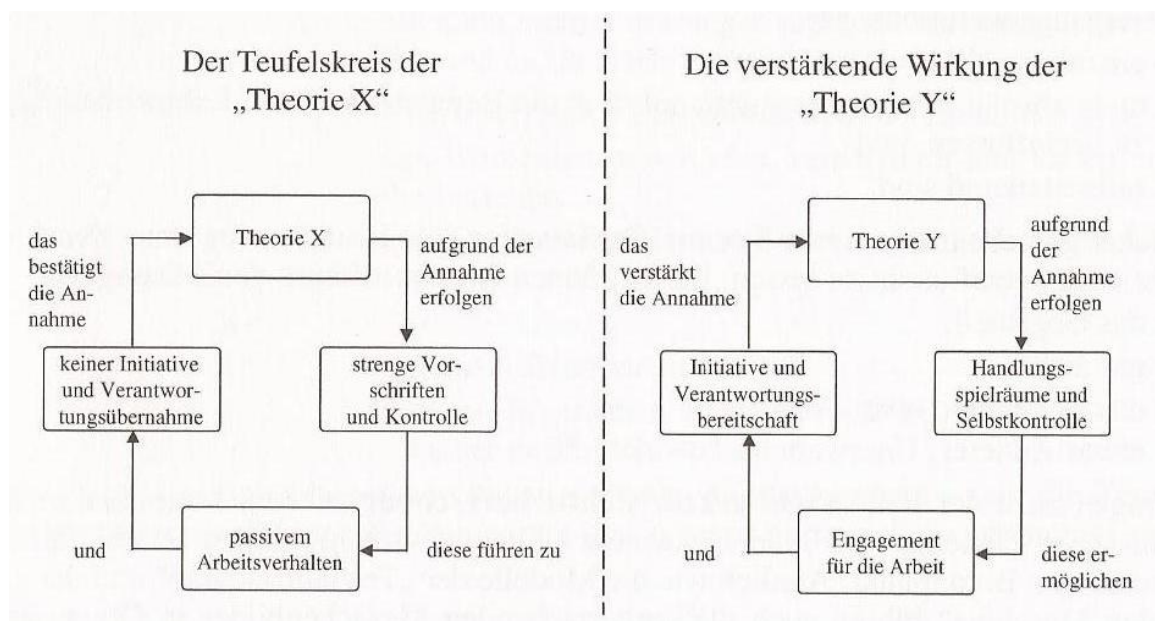 Der Teufelskreis der
„Theorie X“
Theorie X
aufgrund der
Annahme
erfolgen
strenge Vor-
schriften
und Kontrolle
diese führen zu
passivem
Arbeitsverhalten
und
keiner Initiative
und Verantwor-
tungsübernahme
das
bestätigt
die An-
nahme
Die verstärkende Wirkung der
„Theorie Y“
Theorie Y
aufgrund
der
Annahme
erfolgen
Handlungs-
spielräume und
Selbstkontrolle
diese er-
möglichen
Engagement
für die Arbeit
und
Initiative und
Verantwortungs-
bereitschaft
das
verstärkt
die Annahme